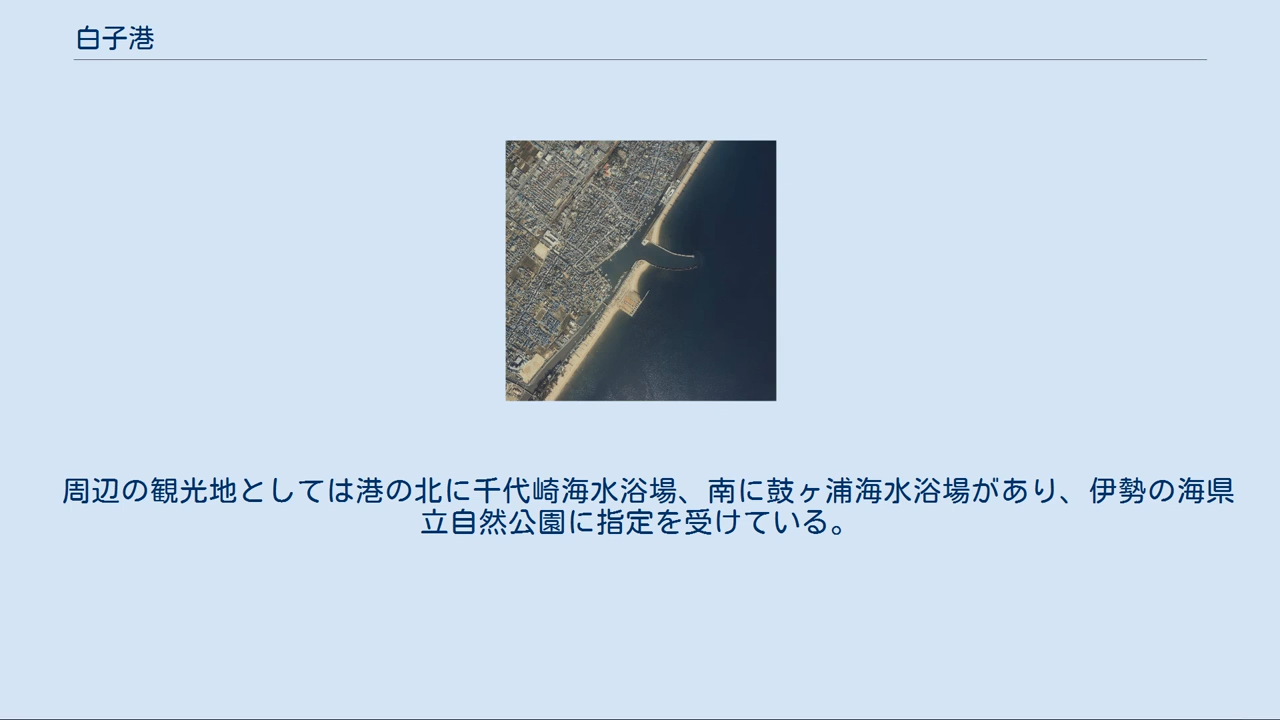 白子港
周辺の観光地としては港の北に千代崎海水浴場、南に鼓ヶ浦海水浴場があり、伊勢の海県
立自然公園に指定を受けている。